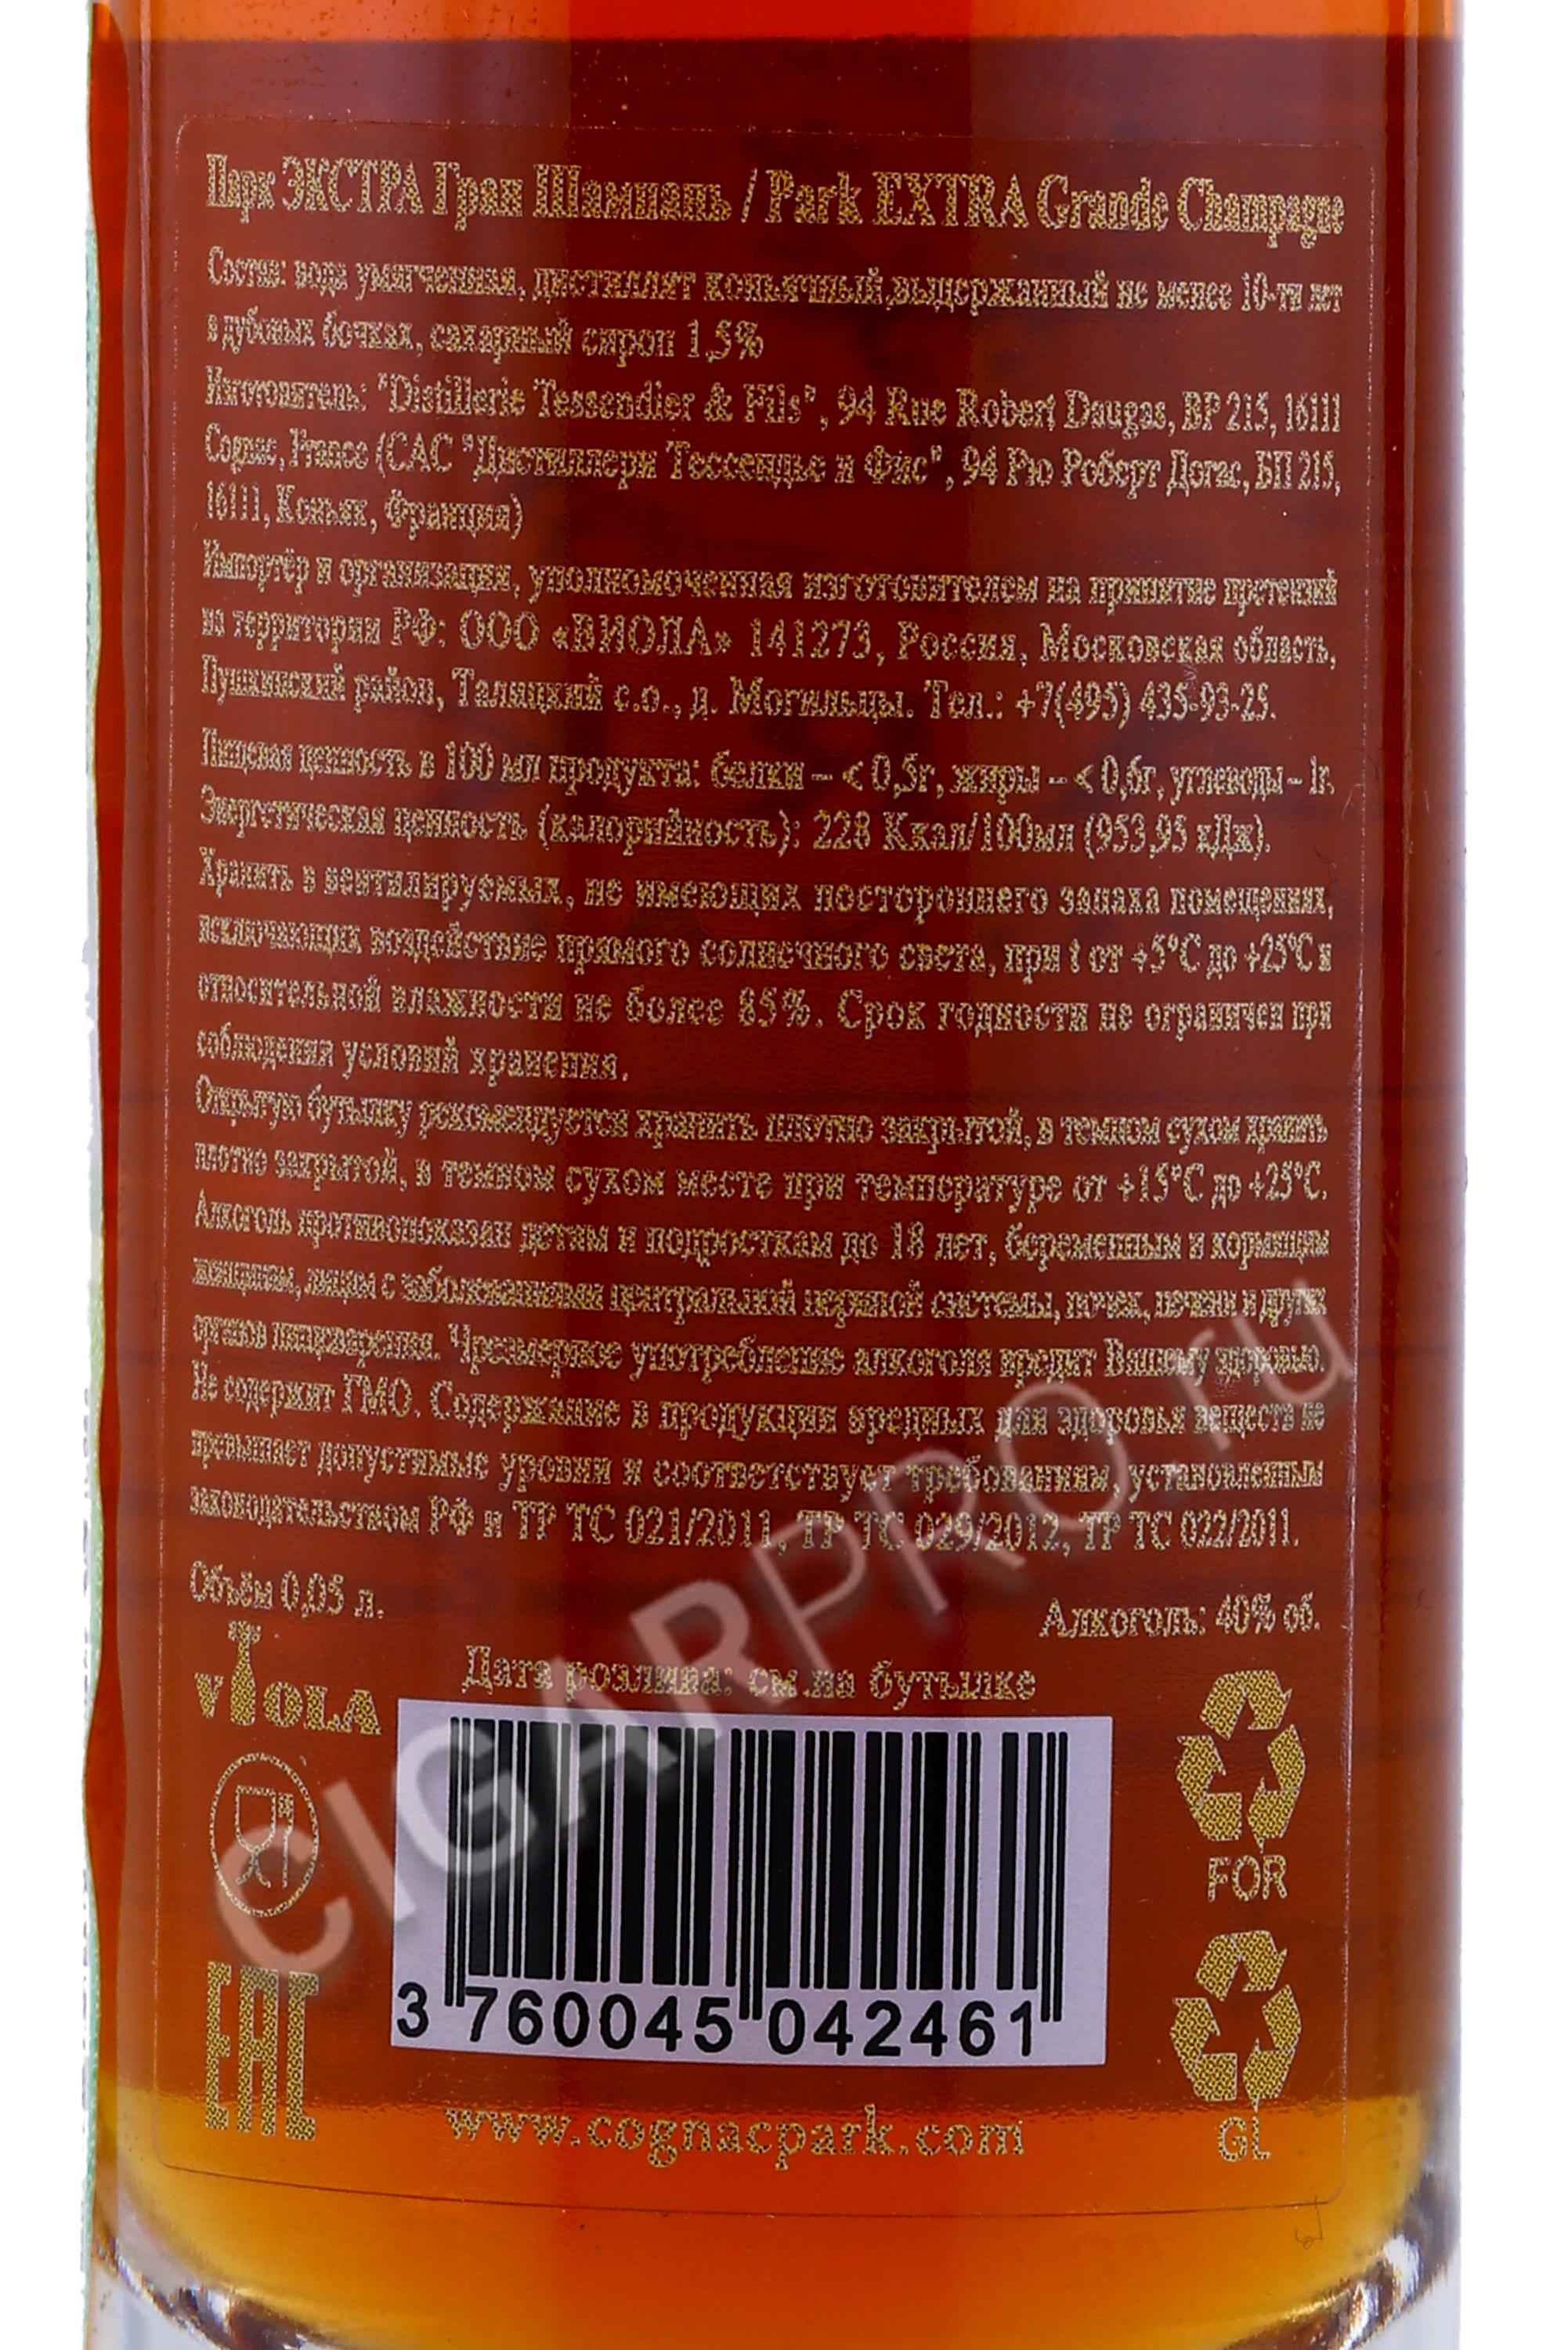 Парк ЭКСТРА Гран Шампань / Park EXTRA Grande Champagne
Состав: вода умягченная, дистиллят коньячный,выдержанный не менее 10-ти лет
в дубовых бочках, сахарный сироп 1,5%
Изготовитель: "Distillerie Tessendier & Fils", 94 Rue Robert Daugas, BP 215, 16111
Cognac, France (САС "Дистиллери Тессендье и Фис", 94 Рю Роберт Догас, БП 215,
16111, Коньяк, Франция)
Импортёр и организация, уполномоченная изготовителем на принятие претензий
на территории РФ: ООО «ВИОЛА» 141273, Россия, Московская область,
Пушкинский район, Талицкий с.о., д. Могильцы. Тел.: +7(495) 435-93-25.
Пищевая ценность в 100 мл продукта: белки – < 0,5г, жиры – < 0,6г, углеводы – 1г.
Энергетическая ценность (калорийность): 228 Ккал/100мл (953,95 кДж).
Хранить в вентилируемых, не имеющих постороннего запаха помещениях,
исключающих воздействие прямого солнечного света, при t от +5°С до +25°С и
относительной влажности не более 85%. Срок годности не ограничен при
соблюдении условий хранения.
Открытую бутылку рекомендуется хранить плотно закрытой, в темном сухом хранить
плотно закрытой, в темном сухом месте при температуре от +15°С до +25°С.
Алкоголь противопоказан детям и подросткам до 18 лет, беременным и кормящим
женщинам, лицам с заболеваниями центральной нервной системы, почек, печени и других
органов пищеварения. Чрезмерное употребление алкоголя вредит Вашему здоровью.
Не содержит ГМО. Содержание в продукции вредных для здоровья веществ не
превышает допустимые уровни и соответствует требованиям, установленным
законодательством РФ и ТР ТС 021/2011, ТР ТС 029/2012, ТР ТС 022/2011.
Объём 0,05 л.
Алкоголь: 40% об.
Дата розлива: см.на бутылке
VIOLA
FOR
3 760045 042461
EAC
GL
www.cognacpark.com
CIGARPRO.ru